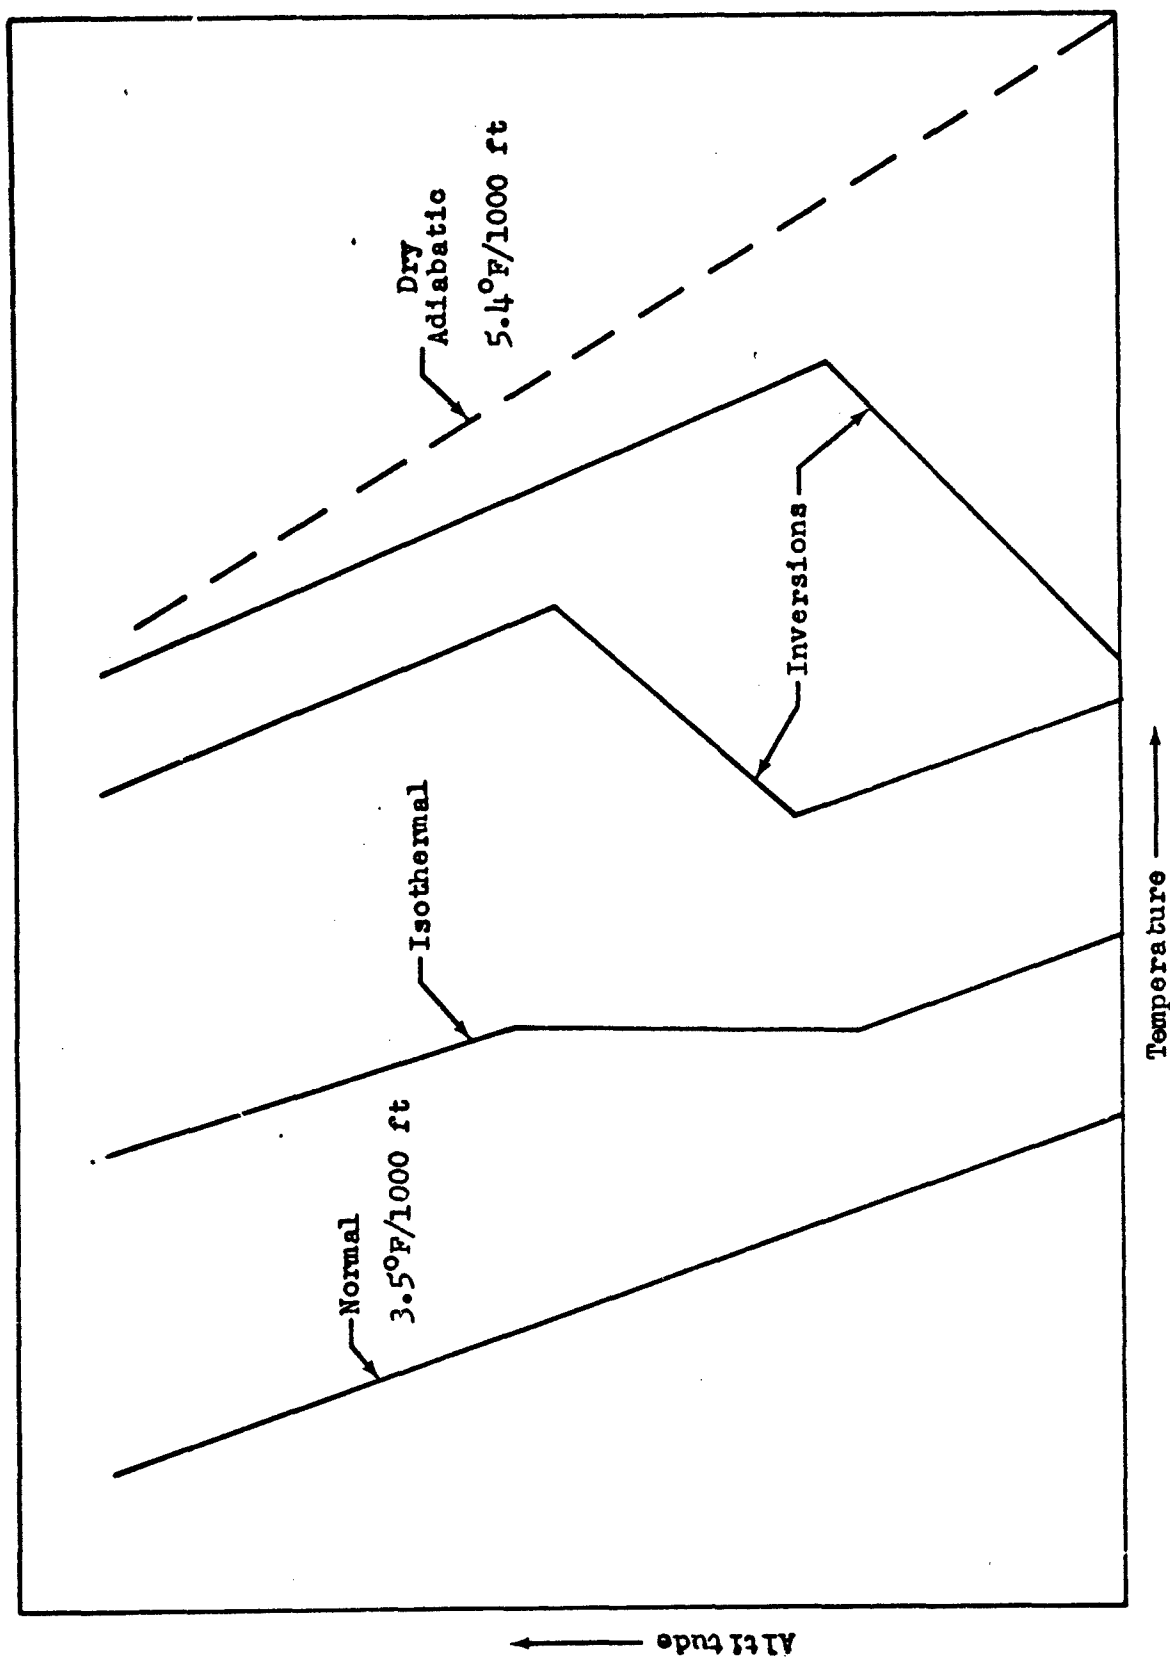 Dry
Adiabatic
5.4°F/1000 ft
Inversions
Isothermal
Normal
3.5°F/1000 ft
Temperature
Altitude